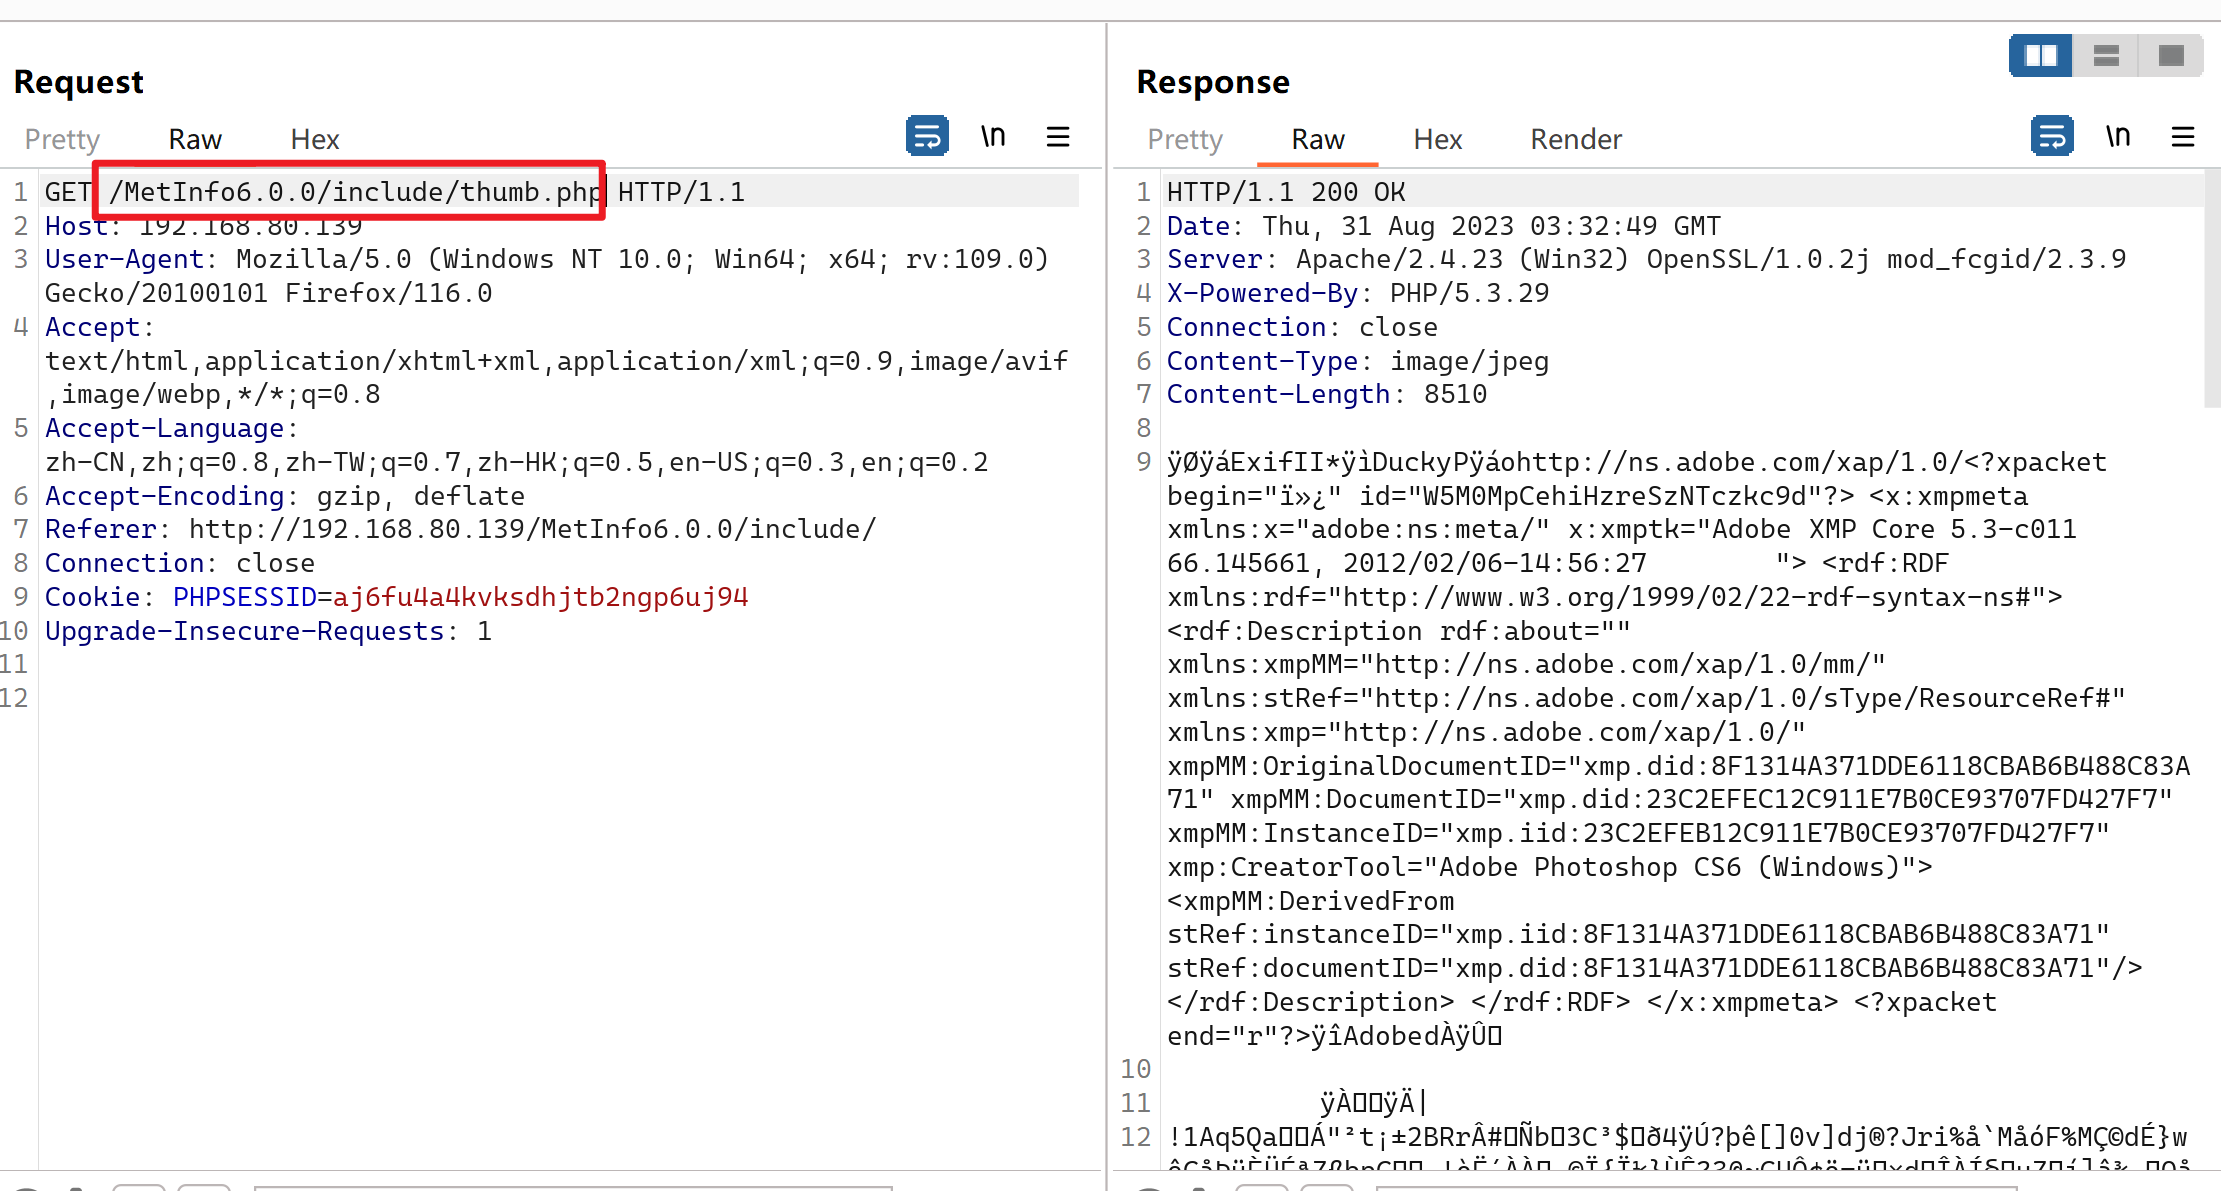 Request
Pretty Raw Hex
\n
1 GET /MetInfo6.0.0/include/thumb.php HTTP/1.1
2 Host: 192.168.80.139
3 User-Agent: Mozilla/5.0 (Windows NT 10.0; Win64; x64; rv:109.0)
Gecko/20100101 Firefox/116.0
4 Accept:
text/html,application/xhtml+xml,application/xml;q=0.9,image/avif
,image/webp,*/*;q=0.8
5 Accept-Language:
zh-CN,zh;q=0.8,zh-TW;q=0.7,zh-HK;q=0.5,en-US;q=0.3,en;q=0.2
6 Accept-Encoding: gzip, deflate
7 Referer: http://192.168.80.139/MetInfo6.0.0/include/
8 Connection: close
9 Cookie: PHPSESSID=aj6fu4a4kvksdhjtb2ngp6uj94
10 Upgrade-Insecure-Requests: 1
11
12
Response
Pretty Raw Hex Render
\n
1 HTTP/1.1 200 OK
2 Date: Thu, 31 Aug 2023 03:32:49 GMT
3 Server: Apache/2.4.23 (Win32) OpenSSL/1.0.2j mod_fcgid/2.3.9
4 X-Powered-By: PHP/5.3.29
5 Connection: close
6 Content-Type: image/jpeg
7 Content-Length: 8510
8
9 ÿØÿáExifII*ÿìDuckyPÿáohttp://ns.adobe.com/xap/1.0/<?xpacket
begin="ï»¿" id="W5M0MpCehiHzreSzNTczkc9d"?> <x:xmpmeta
xmlns:x="adobe:ns:meta/" x:xmptk="Adobe XMP Core 5.3-c011
66.145661, 2012/02/06-14:56:27        "> <rdf:RDF
xmlns:rdf="http://www.w3.org/1999/02/22-rdf-syntax-ns#">
<rdf:Description rdf:about=""
xmlns:xmpMM="http://ns.adobe.com/xap/1.0/mm/"
xmlns:stRef="http://ns.adobe.com/xap/1.0/sType/ResourceRef#"
xmlns:xmp="http://ns.adobe.com/xap/1.0/"
xmpMM:OriginalDocumentID="xmp.did:8F1314A371DDE6118CBAB6B488C83A
71" xmpMM:DocumentID="xmp.did:23C2EFEC12C911E7B0CE93707FD427F7"
xmpMM:InstanceID="xmp.iid:23C2EFEB12C911E7B0CE93707FD427F7"
xmp:CreatorTool="Adobe Photoshop CS6 (Windows)">
<xmpMM:DerivedFrom
stRef:instanceID="xmp.iid:8F1314A371DDE6118CBAB6B488C83A71"
stRef:documentID="xmp.did:8F1314A371DDE6118CBAB6B488C83A71"/>
</rdf:Description> </rdf:RDF> </x:xmpmeta> <?xpacket
end="r"?>ÿîAdobedÀÿÛ
10
11 ÿÀÿÄ|
12 !1Aq5QaÁ"²t¡±2BRrÂ#Ñb3C³$ð4ÿÚ?þê[]0v]dj®?Jri%å`MåóF%MÇ©dÉ}w